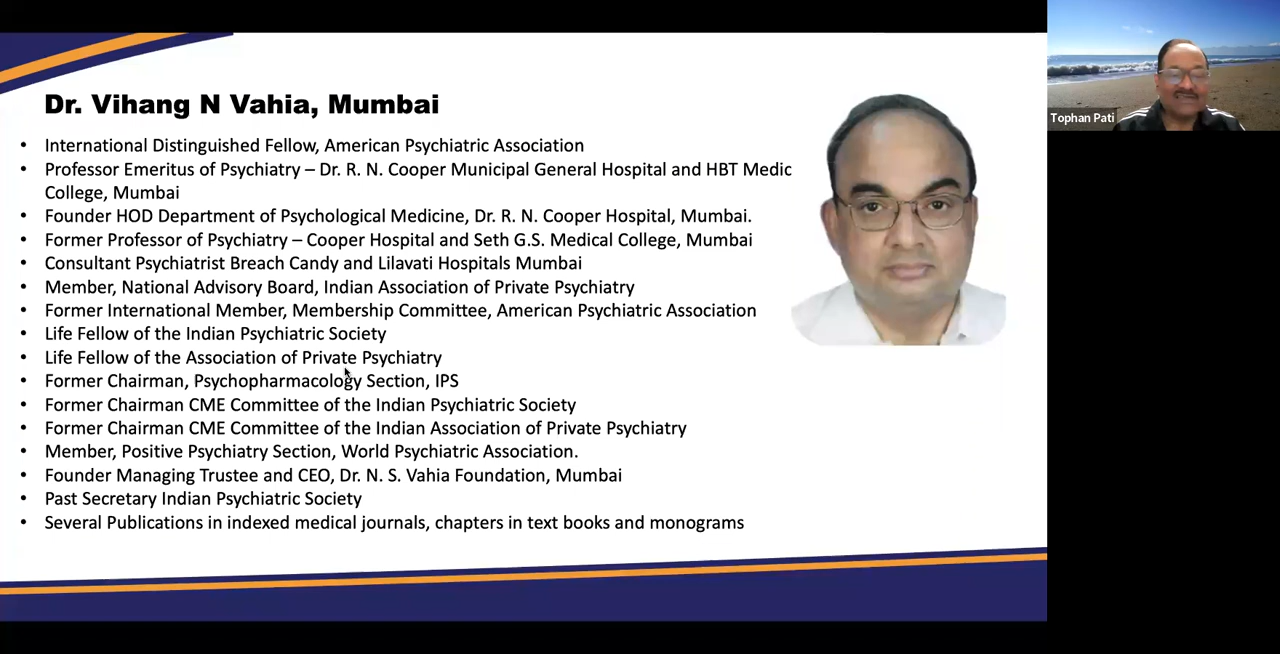 Dr. Vihang N Vahia, Mumbai
• International Distinguished Fellow, American Psychiatric Association
• Professor Emeritus of Psychiatry – Dr. R. N. Cooper Municipal General Hospital and HBT Medic
College, Mumbai
• Founder HOD Department of Psychological Medicine, Dr. R. N. Cooper Hospital, Mumbai.
• Former Professor of Psychiatry – Cooper Hospital and Seth G.S. Medical College, Mumbai
• Consultant Psychiatrist Breach Candy and Lilavati Hospitals Mumbai
• Member, National Advisory Board, Indian Association of Private Psychiatry
• Former International Member, Membership Committee, American Psychiatric Association
• Life Fellow of the Indian Psychiatric Society
• Life Fellow of the Association of Private Psychiatry
• Former Chairman, Psychopharmacology Section, IPS
• Former Chairman CME Committee of the Indian Psychiatric Society
• Former Chairman CME Committee of the Indian Association of Private Psychiatry
• Member, Positive Psychiatry Section, World Psychiatric Association.
• Founder Managing Trustee and CEO, Dr. N. S. Vahia Foundation, Mumbai
• Past Secretary Indian Psychiatric Society
• Several Publications in indexed medical journals, chapters in text books and monograms
Tophan Pati